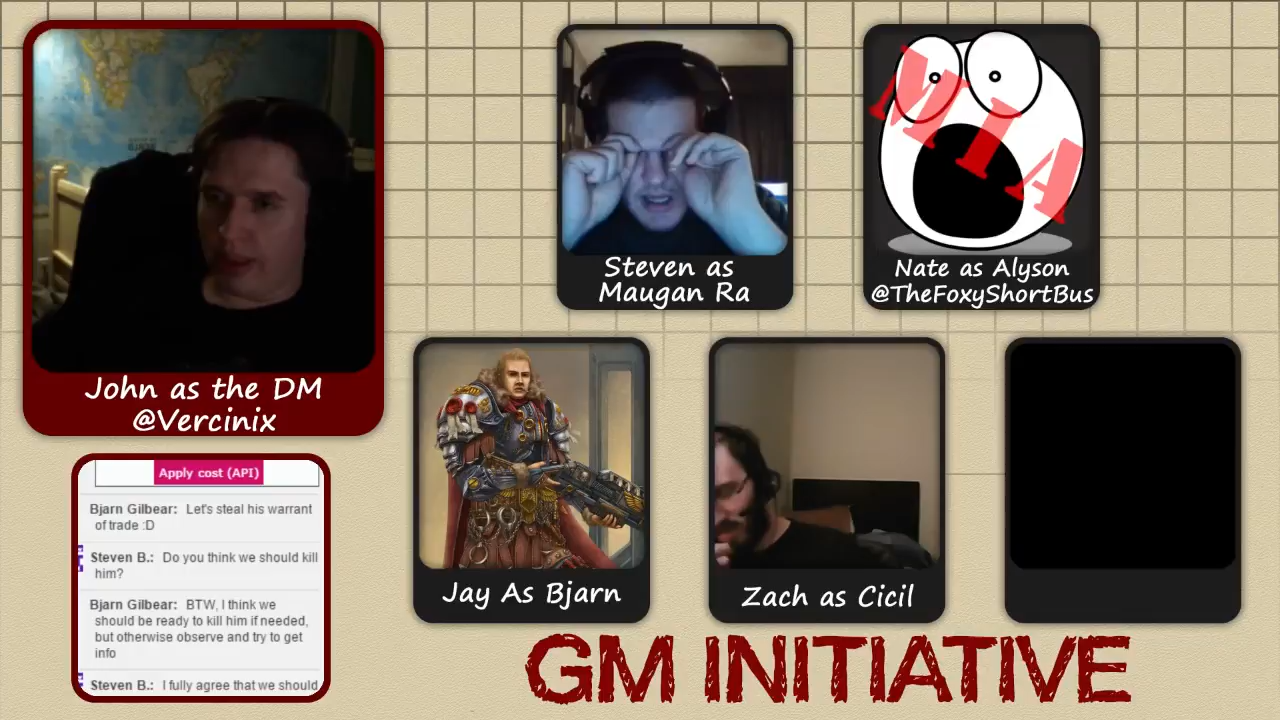 John as the DM
@Vercinix
Steven as
Maugan Ra
MIA
Nate as Alyson
@TheFoxyShortBus
Jay As Bjarn
Zach as Cicil
Apply cost (API)
Bjarn Gilbear: Let's steal his warrant
of trade :D
Steven B.: Do you think we should kill
him?
Bjarn Gilbear: BTW, I think we
should be ready to kill him if needed,
but otherwise observe and try to get
info
Steven B.: I fully agree that we should
GM INITIATIVE